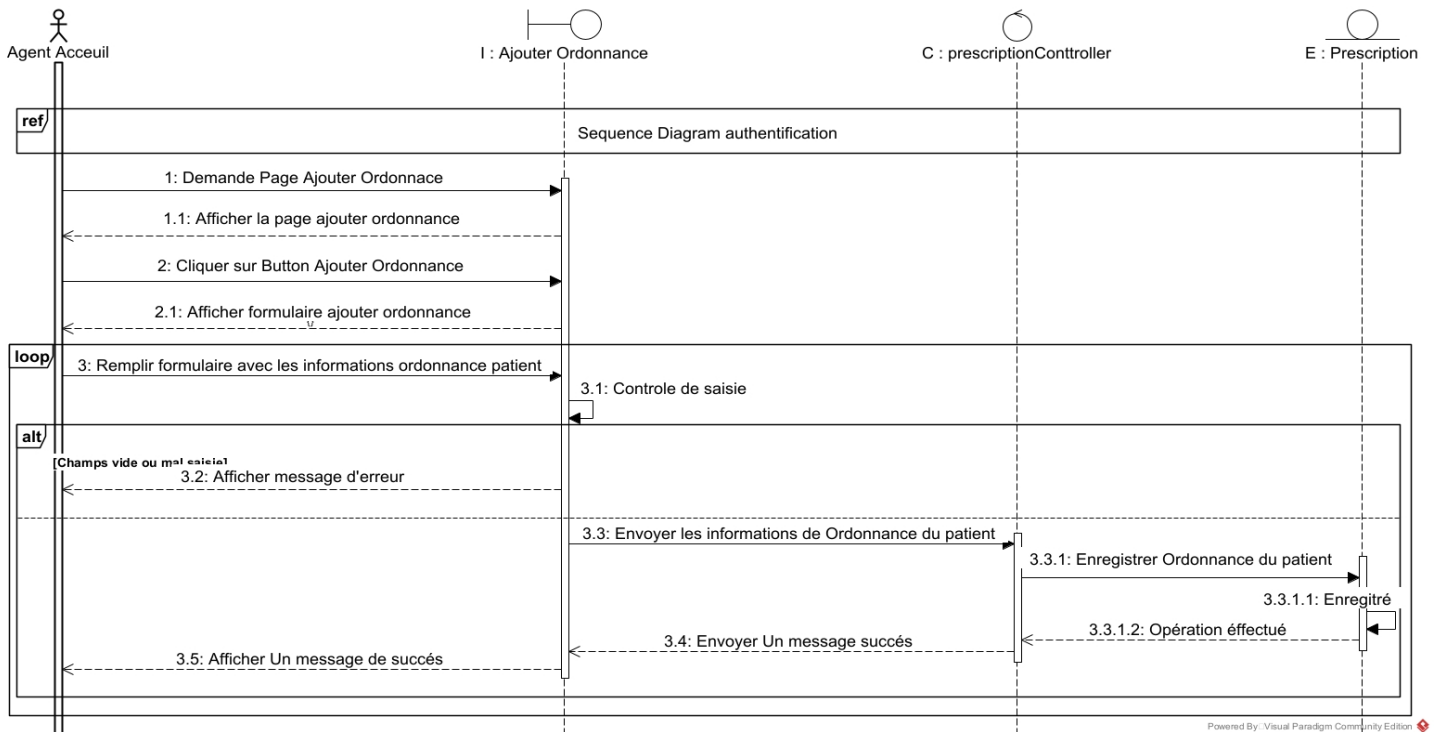 Agent Acceuil
I : Ajouter Ordonnance
C : prescriptionConttroller
E : Prescription
ref
Sequence Diagram authentification
1: Demande Page Ajouter Ordonnace
1.1: Afficher la page ajouter ordonnance
2: Cliquer sur Button Ajouter Ordonnance
2.1: Afficher formulaire ajouter ordonnance
loop
3: Remplir formulaire avec les informations ordonnance patient
3.1: Controle de saisie
alt
[Champs vide ou mal saisie]
3.2: Afficher message d'erreur
3.3: Envoyer les informations de Ordonnance du patient
3.3.1: Enregistrer Ordonnance du patient
3.3.1.1: Enregitré
3.3.1.2: Opération éffectué
3.4: Envoyer Un message succés
3.5: Afficher Un message de succés
Powered By Visual Paradigm Community Edition